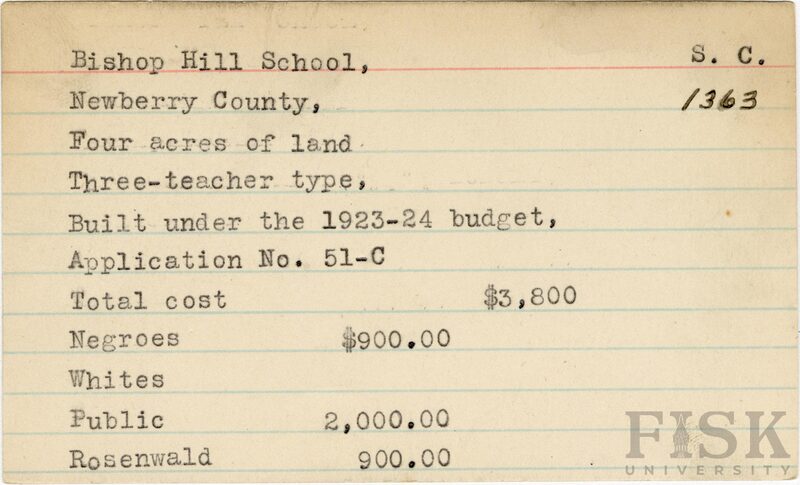 Bishop Hill School, S. C.
Newberry County, 1363
Four acres of land
Three-teacher type,
Built under the 1923-24 budget,
Application No. 51-C
Total cost $3,800
Negroes $900.00
Whites
Public 2,000.00
Rosenwald 900.00
FISK
UNIVERSITY